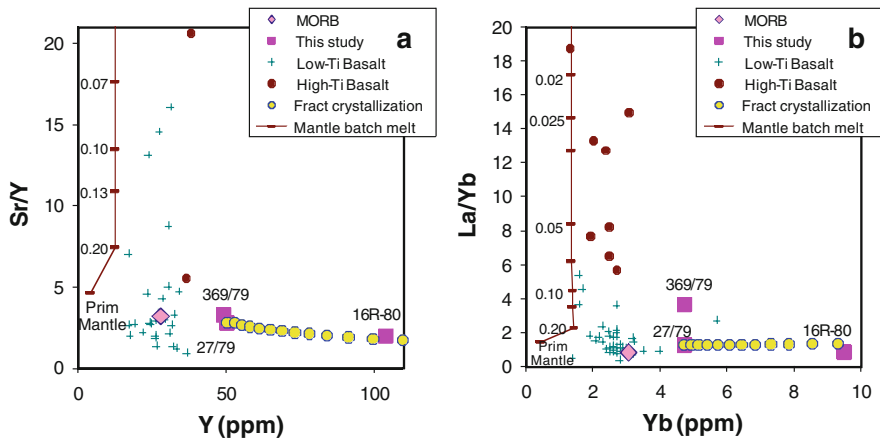 a
MORB
This study
Low-Ti Basalt
High-Ti Basalt
Fract crystallization
Mantle batch melt
Sr/Y
20
15
10
5
0
0.07
0.10
0.13
0.20
Prim
Mantle
369/79
27/79
16R-80
0
50
100
Y (ppm)
b
MORB
This study
Low-Ti Basalt
High-Ti Basalt
Fract crystallization
Mantle batch melt
La/Yb
20
18
16
14
12
10
8
6
4
2
0
0.02
0.025
0.05
0.10
0.20
Prim
Mantle
369/79
27/79
16R-80
0
2
4
6
8
10
Yb (ppm)